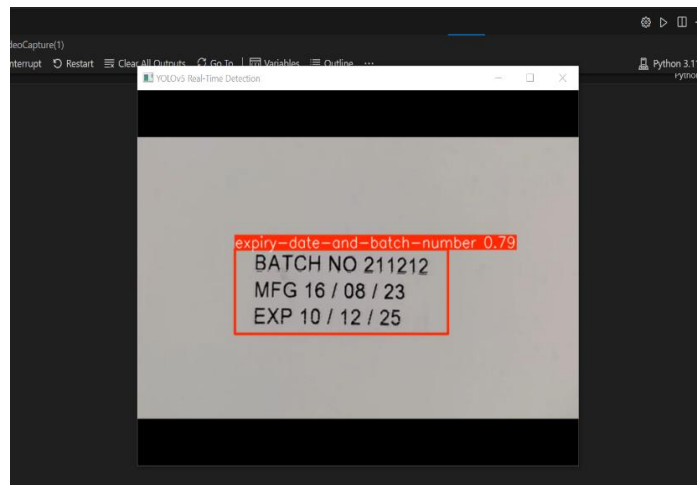 deoCapture(1)
nterrupt Restart Clear All Outputs Go To Variables Outline ...
Python 3.1
YOLOv5 Real-Time Detection
expiry-date-and-batch-number 0.79
BATCH NO 211212
MFG 16 / 08 / 23
EXP 10 / 12 / 25